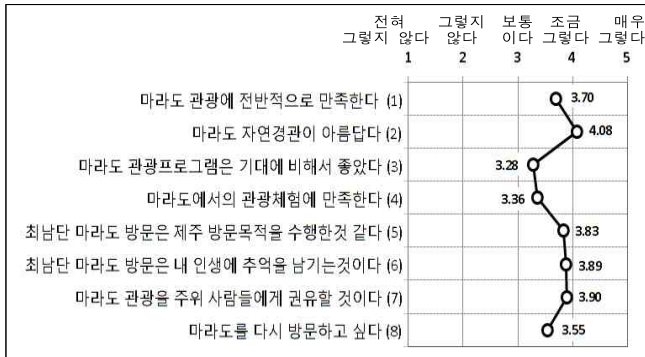 전혀 그렇지 보통 조금 매우
그렇지 않다 않다 이다 그렇다 그렇다
1 2 3 4 5
마라도 관광에 전반적으로 만족한다 (1) 3.70
마라도 자연경관이 아름답다 (2) 4.08
마라도 관광프로그램은 기대에 비해서 좋았다 (3) 3.28
마라도에서의 관광체험에 만족한다 (4) 3.36
최남단 마라도 방문은 제주 방문목적을 수행한것 같다 (5) 3.83
최남단 마라도 방문은 내 인생에 추억을 남기는것이다 (6) 3.89
마라도 관광을 주위 사람들에게 권유할 것이다 (7) 3.90
마라도를 다시 방문하고 싶다 (8) 3.55